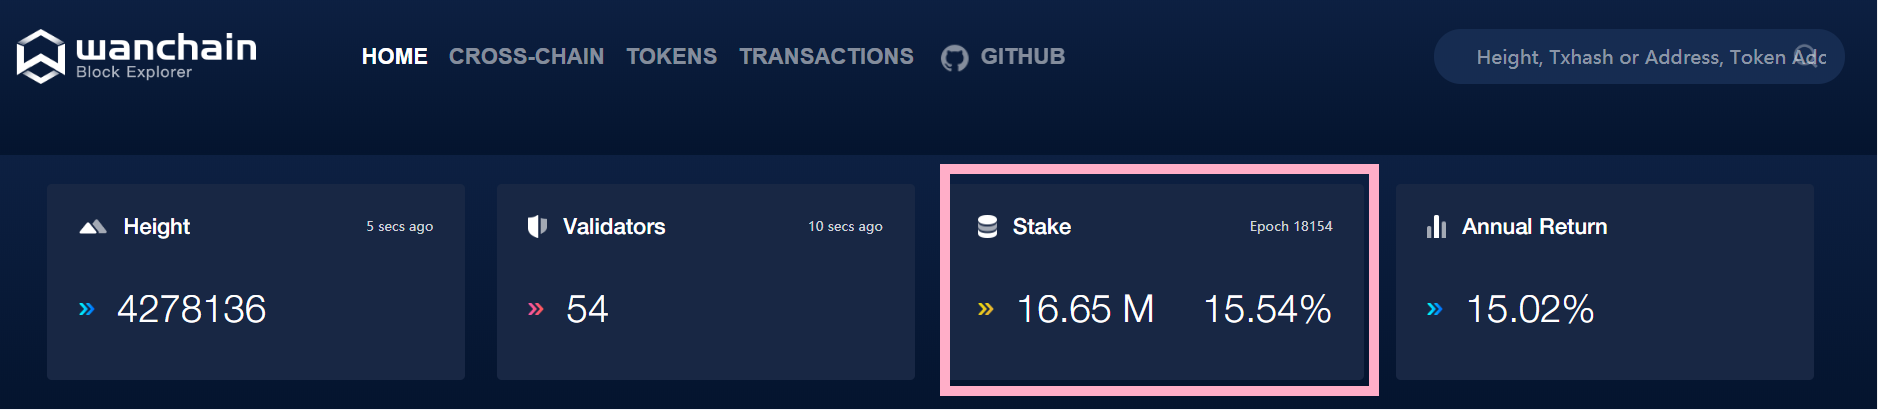 wanchain
Block Explorer
HOME CROSS-CHAIN TOKENS TRANSACTIONS GITHUB
Height, Txhash or Address, Token Adc
Height 5 secs ago
» 4278136
Validators 10 secs ago
» 54
Stake Epoch 18154
» 16.65 M 15.54%
Annual Return
» 15.02%